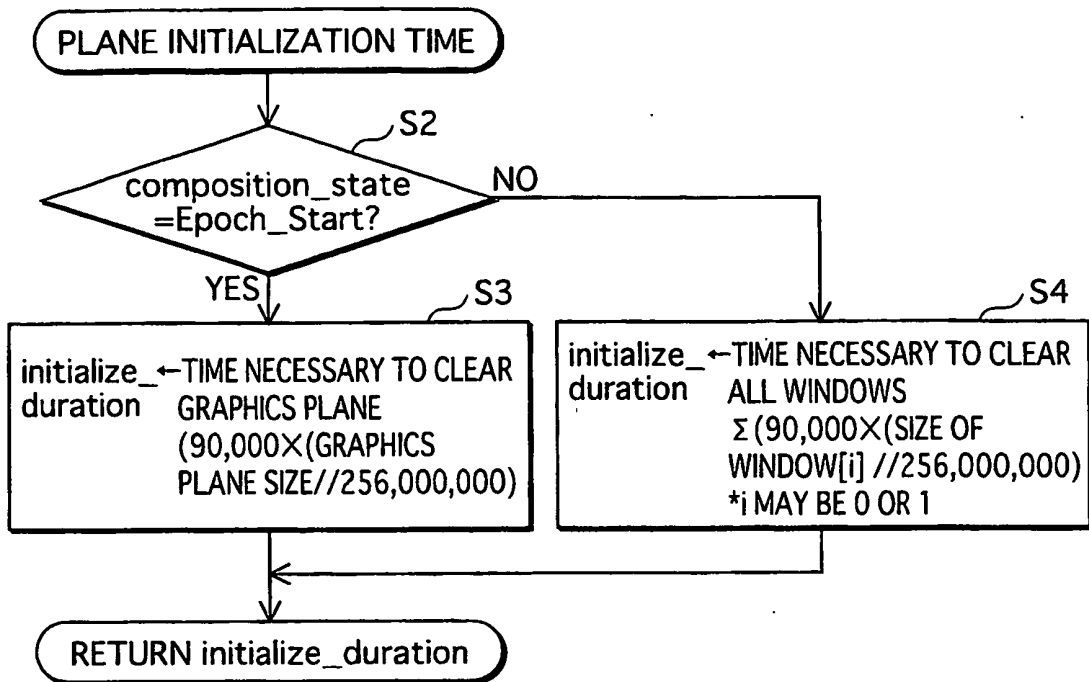 PLANE INITIALIZATION TIME
S2
composition_state
=Epoch_Start?
NO
YES
S3
initialize_←TIME NECESSARY TO CLEAR
duration GRAPHICS PLANE
(90,000×(GRAPHICS
PLANE SIZE//256,000,000)
S4
initialize_←TIME NECESSARY TO CLEAR
duration ALL WINDOWS
Σ(90,000×(SIZE OF
WINDOW[i] //256,000,000)
*i MAY BE 0 OR 1
RETURN initialize_duration